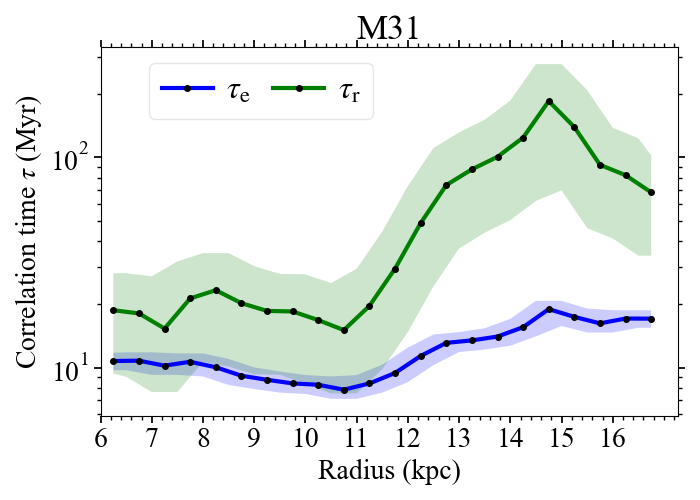 M31
τe τr
Correlation time τ (Myr)
10²
10¹
6 7 8 9 10 11 12 13 14 15 16
Radius (kpc)